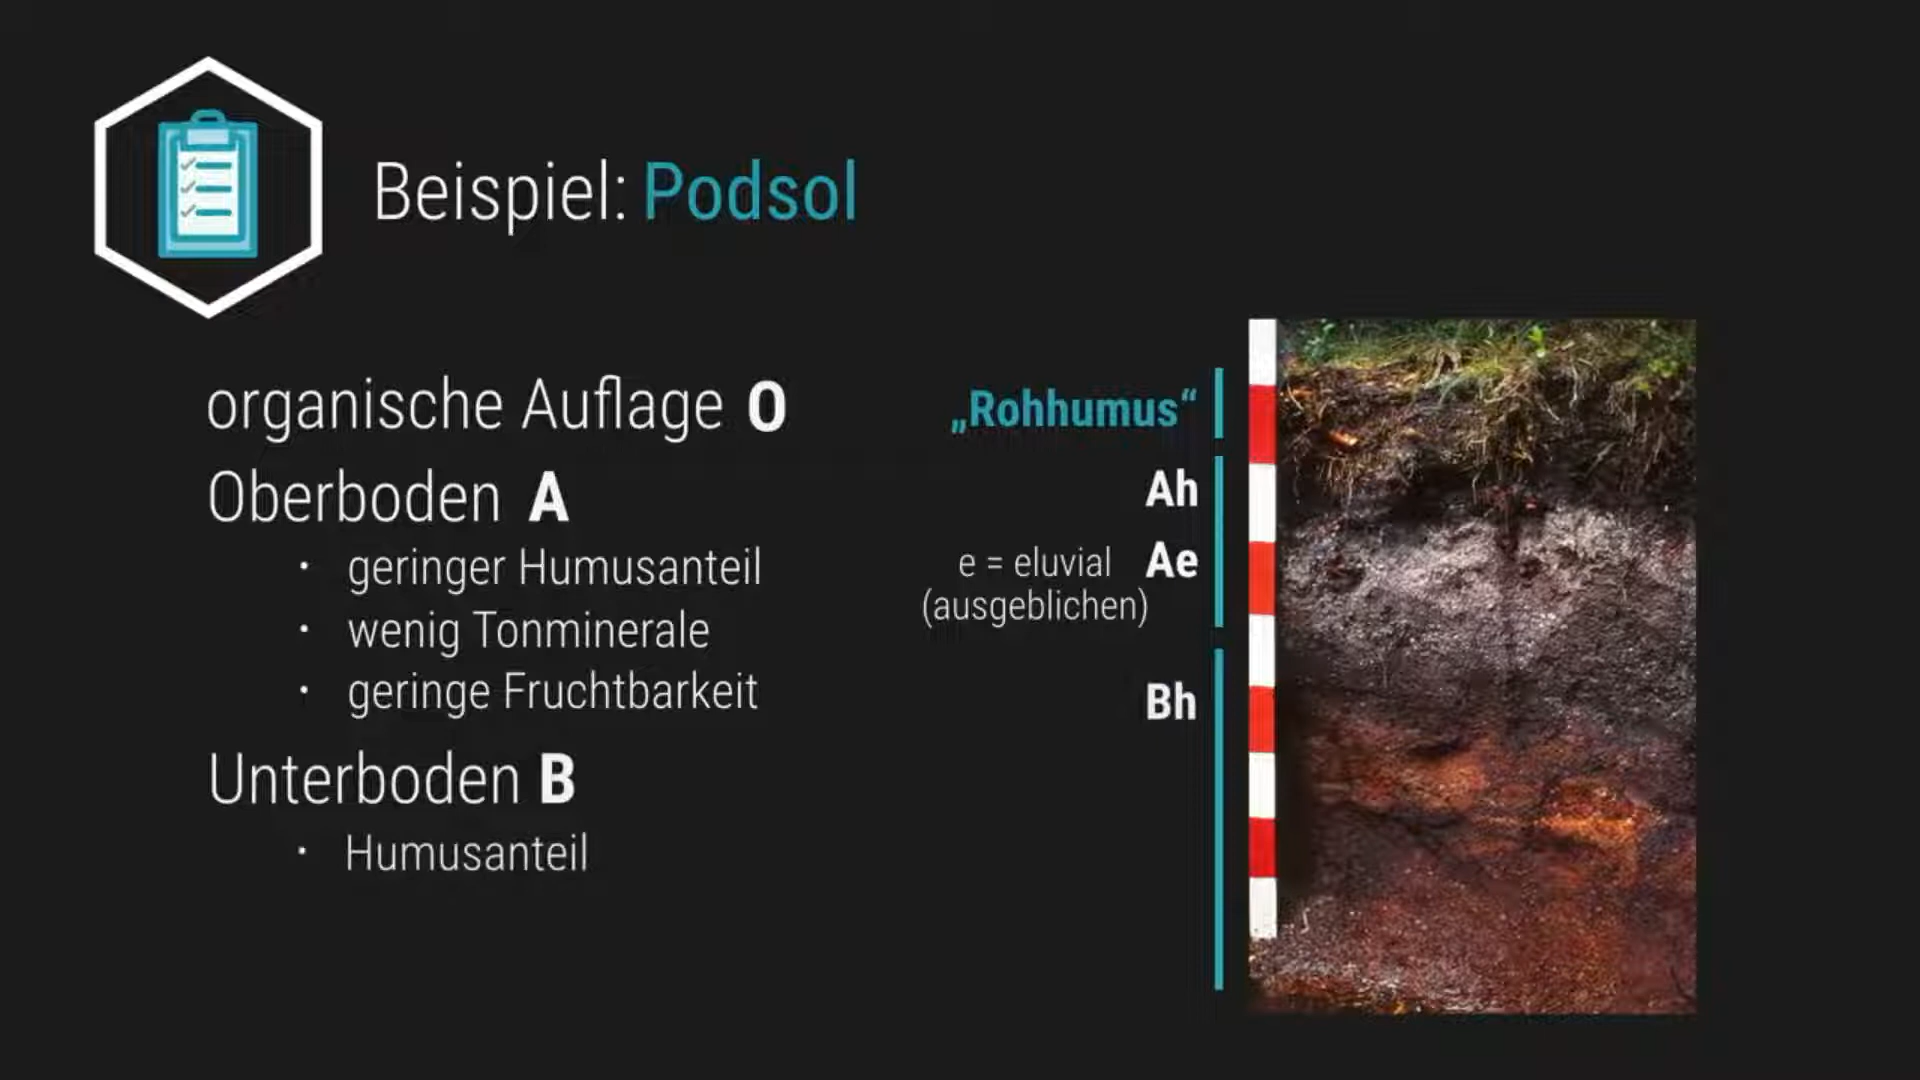 Beispiel: Podsol
organische Auflage O
Oberboden A
· geringer Humusanteil
· wenig Tonminerale
· geringe Fruchtbarkeit
Unterboden B
· Humusanteil
„Rohhumus“
Ah
e = eluvial Ae
(ausgeblichen)
Bh